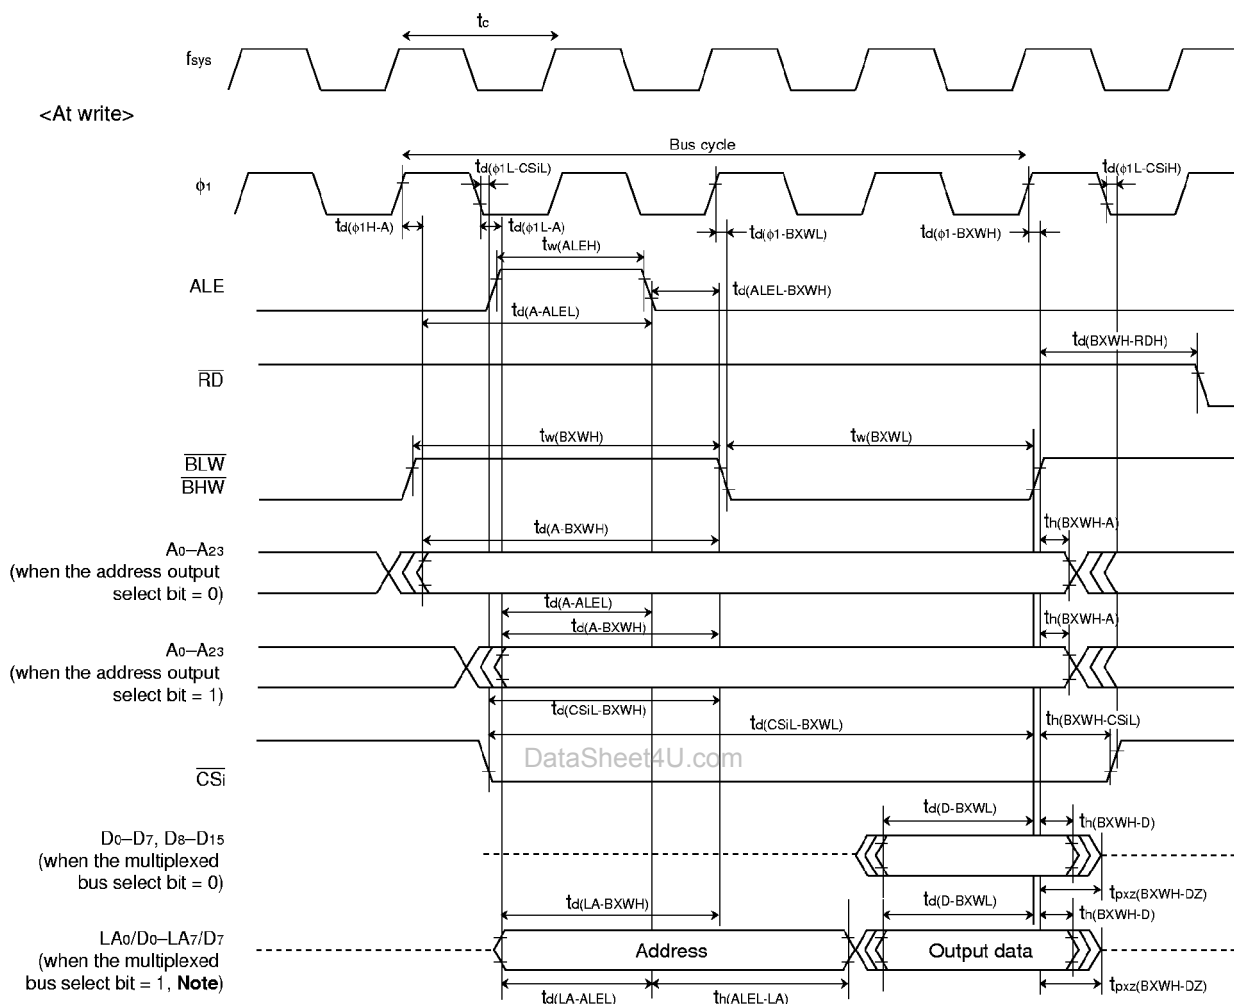 tc
fsys
<At write>
Bus cycle
td(ϕ1L-CSiL)
td(ϕ1L-CSiH)
ϕ1
td(ϕ1H-A)
td(ϕ1L-A)
td(ϕ1-BXWL)
td(ϕ1-BXWH)
tw(ALEH)
ALE
td(ALEL-BXWH)
td(A-ALEL)
td(BXWH-RDH)
RD
tw(BXWH)
tw(BXWL)
BLW
BHW
td(A-BXWH)
th(BXWH-A)
A0–A23
(when the address output
select bit = 0)
td(A-ALEL)
td(A-BXWH)
th(BXWH-A)
A0–A23
(when the address output
select bit = 1)
td(CSiL-BXWH)
td(CSiL-BXWL)
th(BXWH-CSiL)
DataSheet4U.com
CSi
td(D-BXWL)
th(BXWH-D)
D0–D7, D8–D15
(when the multiplexed
bus select bit = 0)
tpxz(BXWH-DZ)
td(LA-BXWH)
td(D-BXWL)
th(BXWH-D)
LA0/D0–LA7/D7
Address
Output data
(when the multiplexed
bus select bit = 1, Note)
tpxz(BXWH-DZ)
td(LA-ALEL)
th(ALEL-LA)